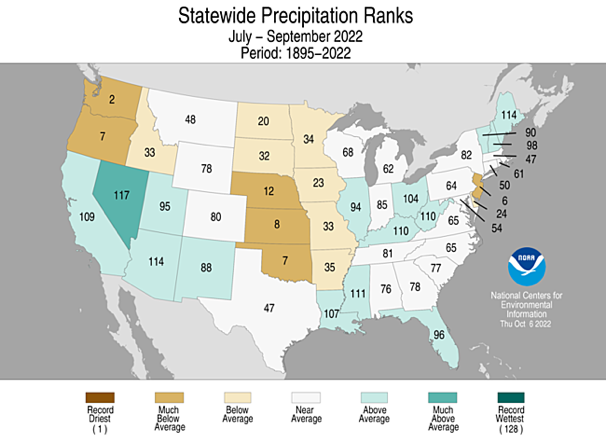 Statewide Precipitation Ranks
July – September 2022
Period: 1895–2022
2
48
20
34
114
7
33
32
68
90
98
82
47
78
62
61
12
23
64
50
117
95
94
85
104
6
109
80
8
33
110
65
24
110
54
81
65
114
88
7
35
77
47
111
76
78
107
96
NOAA
National Centers for
Environmental
Information
Thu Oct 6 2022
Record
Driest
(1)
Much
Below
Average
Below
Average
Near
Average
Above
Average
Much
Above
Average
Record
Wettest
(128)